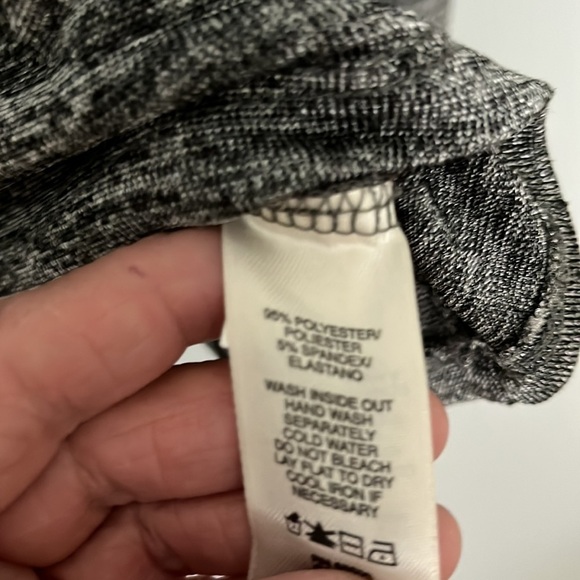 95% POLYESTER/
POLIESTER
5% SPANDEX/
ELASTANO
WASH INSIDE OUT
HAND WASH
SEPARATELY
COLD WATER
DO NOT BLEACH
LAY FLAT TO DRY
COOL IRON IF
NECESSARY